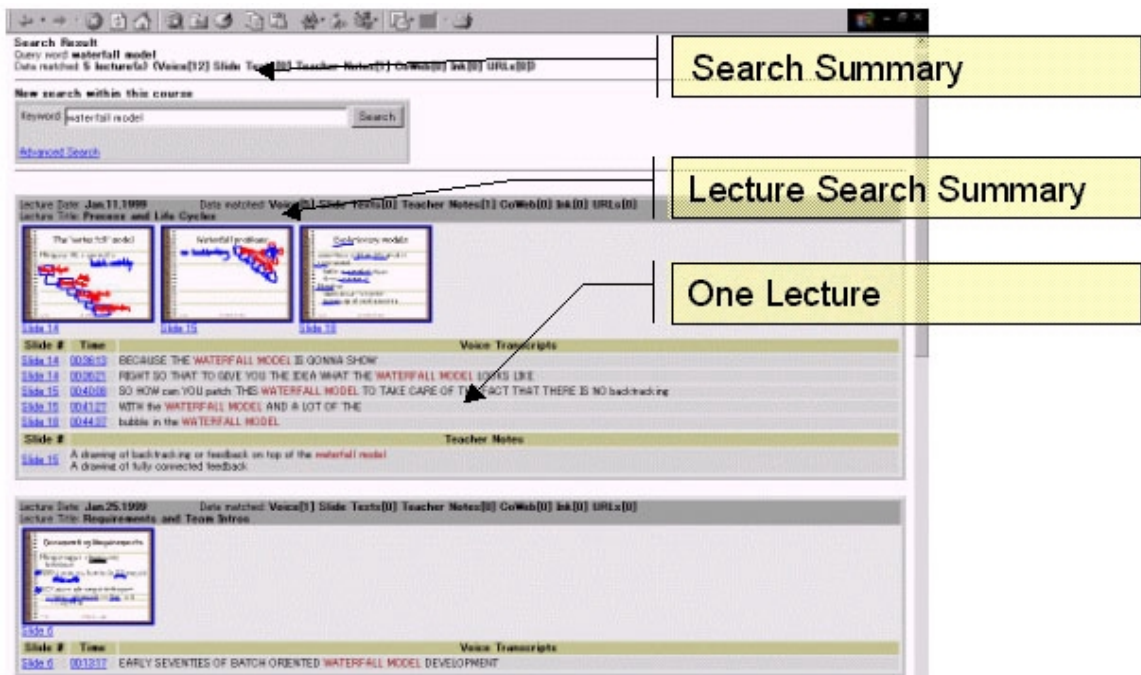 Search Result
Query word waterfall model
Data matched 5 lecture(s) (Voice[12] Slide Texts[0] Teacher Notes[1] CoWeb[0] Ink[0] URLs[0])
Search Summary
New search within this course
Keyword waterfall model Search
Advanced Search
Lecture Search Summary
Lecture Date: Jan.11.1999 Data matched: Voice[5] Slide Texts[0] Teacher Notes[1] CoWeb[0] Ink[0] URLs[0]
Lecture Title: Process and Life Cycles
The "waterfall" model
Waterfall problems
Evolutionary models
One Lecture
Slide 14 Slide 15 Slide 18
Slide # Time Voice Transcripts
Slide 14 00:36:13 BECAUSE THE WATERFALL MODEL IS GONNA SHOW
Slide 14 00:36:21 RIGHT SO THAT TO GIVE YOU THE IDEA WHAT THE WATERFALL MODEL LOOKS LIKE
Slide 15 00:40:08 SO HOW can YOU patch THIS WATERFALL MODEL TO TAKE CARE OF THE FACT THAT THERE IS NO backtracking
Slide 15 00:41:27 WITH the WATERFALL MODEL AND A LOT OF THE
Slide 18 00:44:37 bubble in the WATERFALL MODEL
Slide # Teacher Notes
Slide 15 A drawing of backtracking or feedback on top of the waterfall model
A drawing of fully connected feedback
Lecture Date: Jan.25.1999 Data matched: Voice[1] Slide Texts[0] Teacher Notes[0] CoWeb[0] Ink[0] URLs[0]
Lecture Title: Requirements and Team Intros
Documenting Requirements
Slide 6
Slide # Time Voice Transcripts
Slide 6 00:13:17 EARLY SEVENTIES OF BATCH ORIENTED WATERFALL MODEL DEVELOPMENT